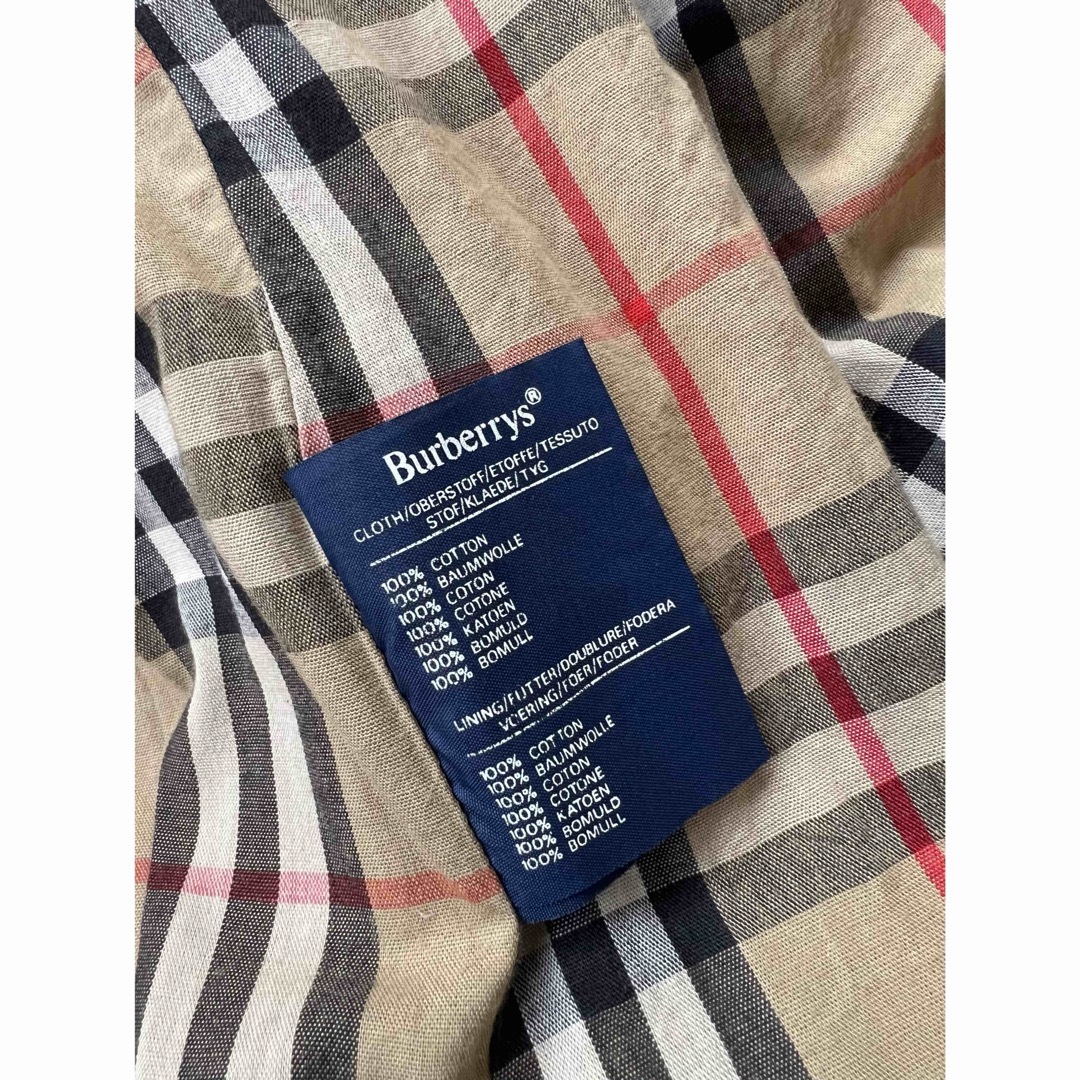 Burberrys®
CLOTH/OBERSTOFF/ETOFFE/TESSUTO
STOF/KLAEDE/TYG
100% COTTON
100% BAUMWOLLE
100% COTON
100% COTONE
100% KATOEN
100% BOMULD
100% BOMULL
LINING/FUTTER/DOUBLURE/FODERA
VOERING/FOER/FODER
100% COTTON
100% BAUMWOLLE
100% COTON
100% COTONE
100% KATOEN
100% BOMULD
100% BOMULL